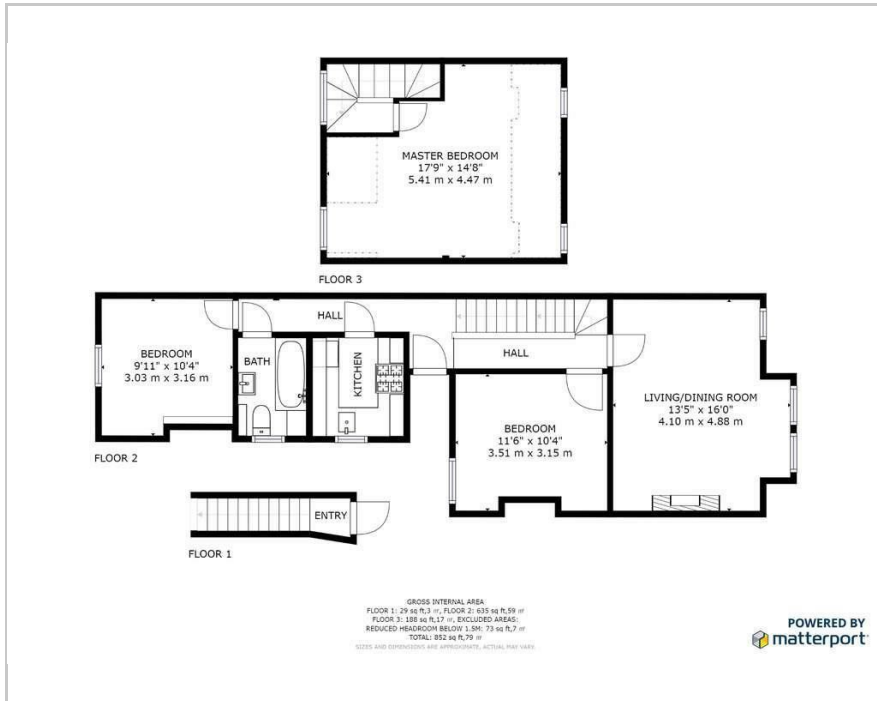 MASTER BEDROOM
17'9" x 14'8"
5.41 m x 4.47 m
FLOOR 3
HALL
BEDROOM
9'11" x 10'4"
3.03 m x 3.16 m
BATH
KITCHEN
HALL
BEDROOM
11'6" x 10'4"
3.51 m x 3.15 m
LIVING/DINING ROOM
13'5" x 16'0"
4.10 m x 4.88 m
FLOOR 2
ENTRY
FLOOR 1
GROSS INTERNAL AREA
FLOOR 1: 29 sq ft,3 m², FLOOR 2: 635 sq ft,59 m²
FLOOR 3: 188 sq ft,17 m², EXCLUDED AREAS:
REDUCED HEADROOM BELOW 1.5M: 73 sq ft,7 m²
TOTAL: 852 sq ft,79 m²
SIZES AND DIMENSIONS ARE APPROXIMATE, ACTUAL MAY VARY.
POWERED BY
matterport